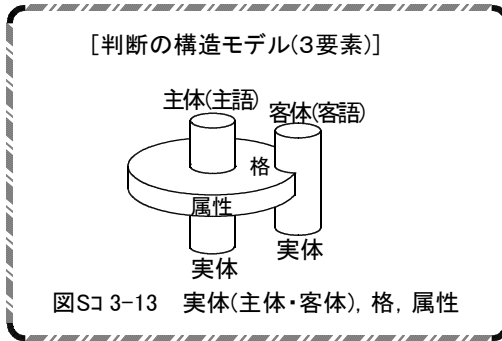 [判断の構造モデル(3要素)]
主体(主語)
客体(客語)
格
属性
実体
実体
図Sコ 3-13 実体(主体・客体), 格, 属性